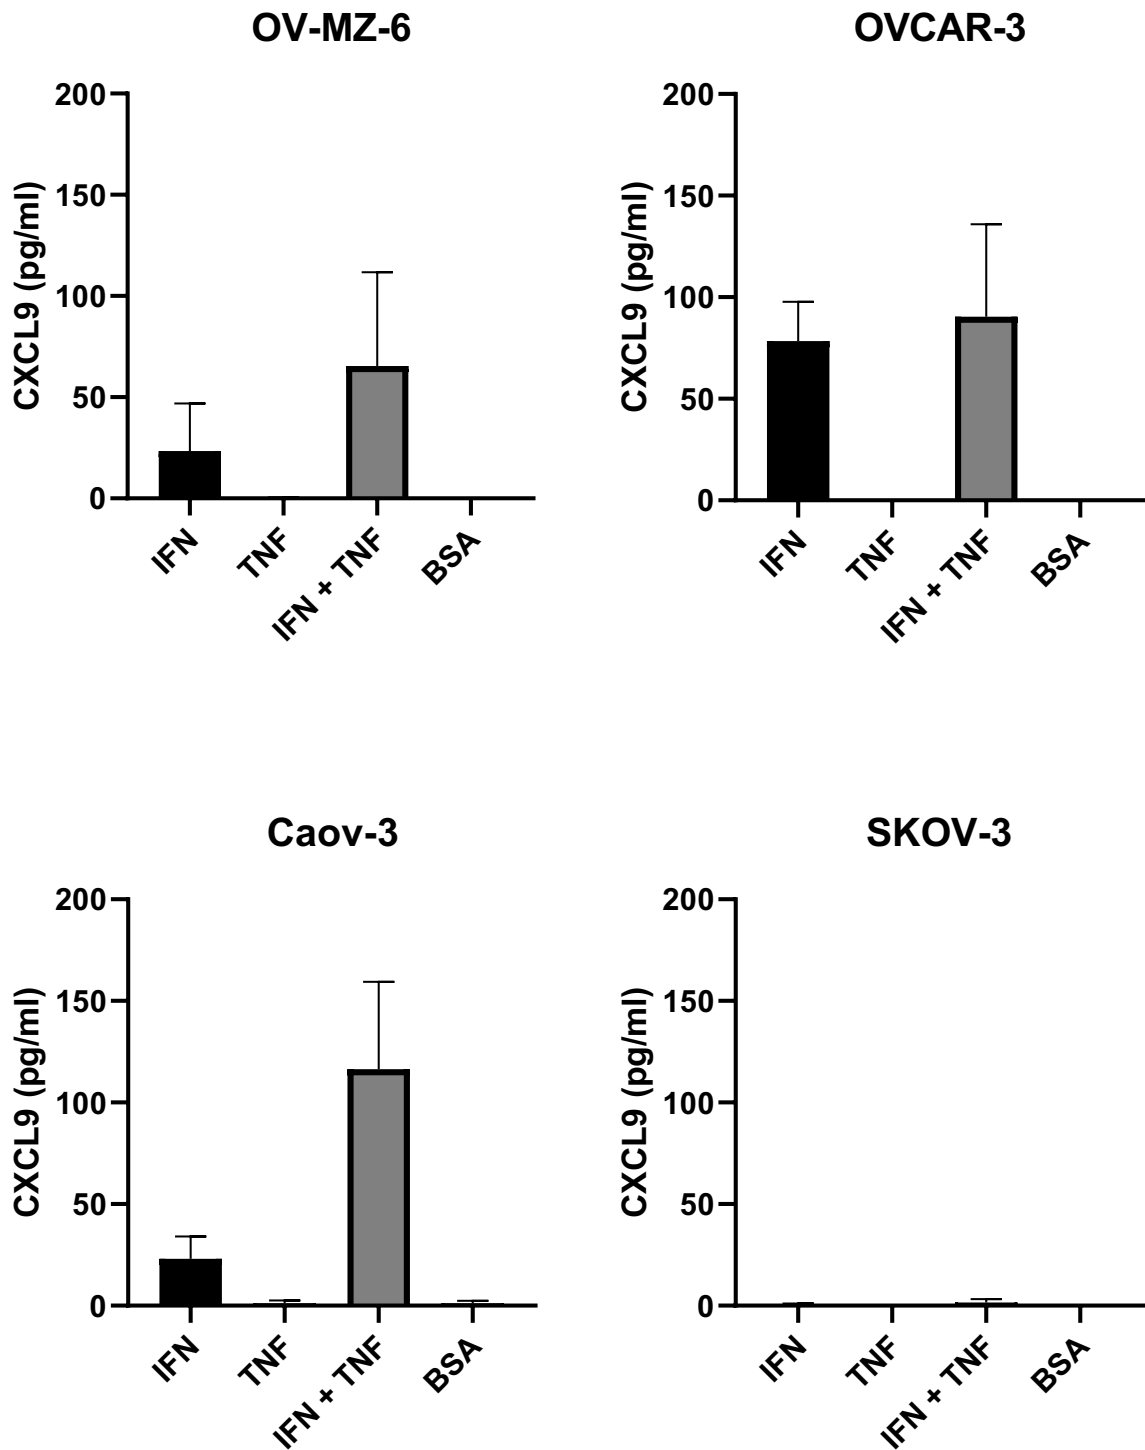 OV-MZ-6
CXCL9 (pg/ml)
200
150
100
50
0
IFN
TNF
IFN + TNF
BSA
OVCAR-3
CXCL9 (pg/ml)
200
150
100
50
0
IFN
TNF
IFN + TNF
BSA
Caov-3
CXCL9 (pg/ml)
200
150
100
50
0
IFN
TNF
IFN + TNF
BSA
SKOV-3
CXCL9 (pg/ml)
200
150
100
50
0
IFN
TNF
IFN + TNF
BSA